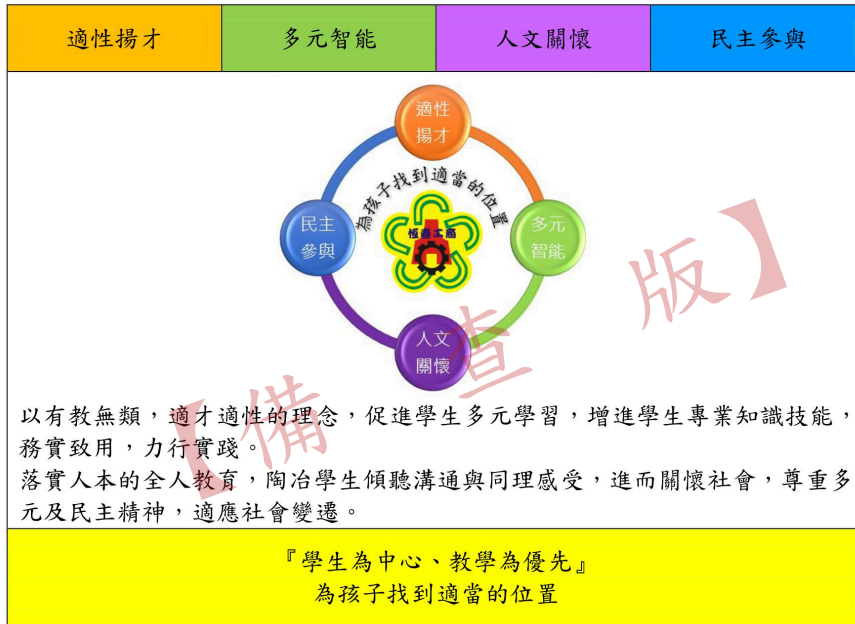 適性揚才 多元智能 人文關懷 民主參與
適性
揚才
為孩子找到適當的位置
民主
參與
恆春工商
多元
智能
人文
關懷
以有教無類，適才適性的理念，促進學生多元學習，增進學生專業知識技能，
務實致用，力行實踐。
落實人本的全人教育，陶冶學生傾聽溝通與同理感受，進而關懷社會，尊重多
元及民主精神，適應社會變遷。
『學生為中心、教學為優先』
為孩子找到適當的位置
【備查版】